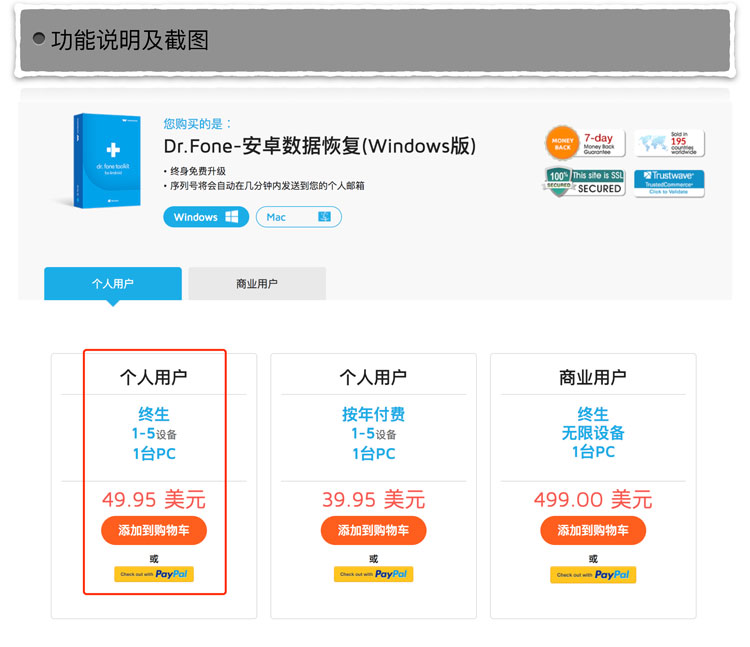 功能说明及截图
您购买的是：
Dr.Fone-安卓数据恢复(Windows版)
• 终身免费升级
• 序列号将会自动在几分钟内发送到您的个人邮箱
Windows
Mac
dr.fone toolkit
for Android
MONEY BACK
7-day
Money Back
Guarantee
Sold in
195
countries
worldwide
100%
SECURED
This site is SSL
SECURED
Trustwave®
TrustedCommerce®
Click to Validate
个人用户
商业用户
个人用户
终生
1-5设备
1台PC
49.95 美元
添加到购物车
或
Check out with PayPal
个人用户
按年付费
1-5设备
1台PC
39.95 美元
添加到购物车
或
Check out with PayPal
商业用户
终生
无限设备
1台PC
499.00 美元
添加到购物车
或
Check out with PayPal